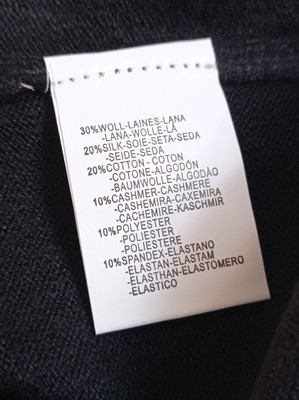 30%WOLL-LAINES-LANA
-LANA-WOLLE-LÃ
20%SILK-SOIE-SETA-SEDA
-SEIDE-SEDA
20%COTTON - COTON
-COTONE-ALGODÓN
-BAUMWOLLE-ALGODÃO
10%CASHMER-CASHMERE
-CASHEMIRA-CAXEMIRA
-CACHEMIRE-KASCHMIR
10%POLYESTER
-POLIESTER
-POLIESTERE
10%SPANDEX-ELASTANO
-ELASTAN-ELASTAM
-ELASTHAN-ELASTOMERO
-ELASTICO